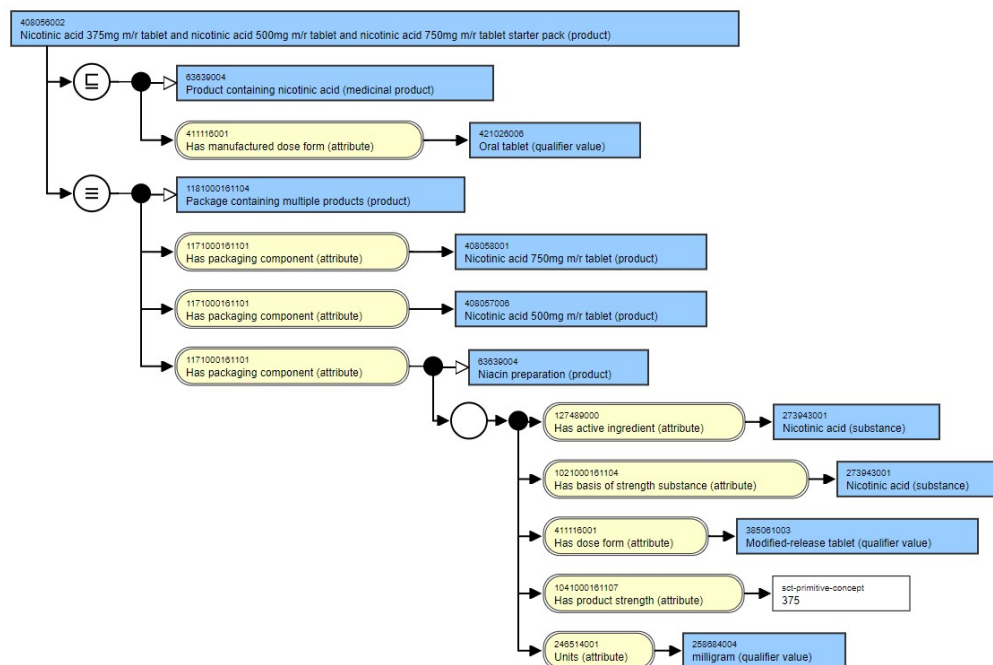 408056002
Nicotinic acid 375mg m/r tablet and nicotinic acid 500mg m/r tablet and nicotinic acid 750mg m/r tablet starter pack (product)
⊑
63639004
Product containing nicotinic acid (medicinal product)
411116001
Has manufactured dose form (attribute)
421026006
Oral tablet (qualifier value)
≡
1181000161104
Package containing multiple products (product)
1171000161101
Has packaging component (attribute)
408058001
Nicotinic acid 750mg m/r tablet (product)
1171000161101
Has packaging component (attribute)
408057006
Nicotinic acid 500mg m/r tablet (product)
1171000161101
Has packaging component (attribute)
63639004
Niacin preparation (product)
127489000
Has active ingredient (attribute)
273943001
Nicotinic acid (substance)
1021000161104
Has basis of strength substance (attribute)
273943001
Nicotinic acid (substance)
411116001
Has dose form (attribute)
385061003
Modified-release tablet (qualifier value)
1041000161107
Has product strength (attribute)
sct-primitive-concept
375
246514001
Units (attribute)
258684004
milligram (qualifier value)